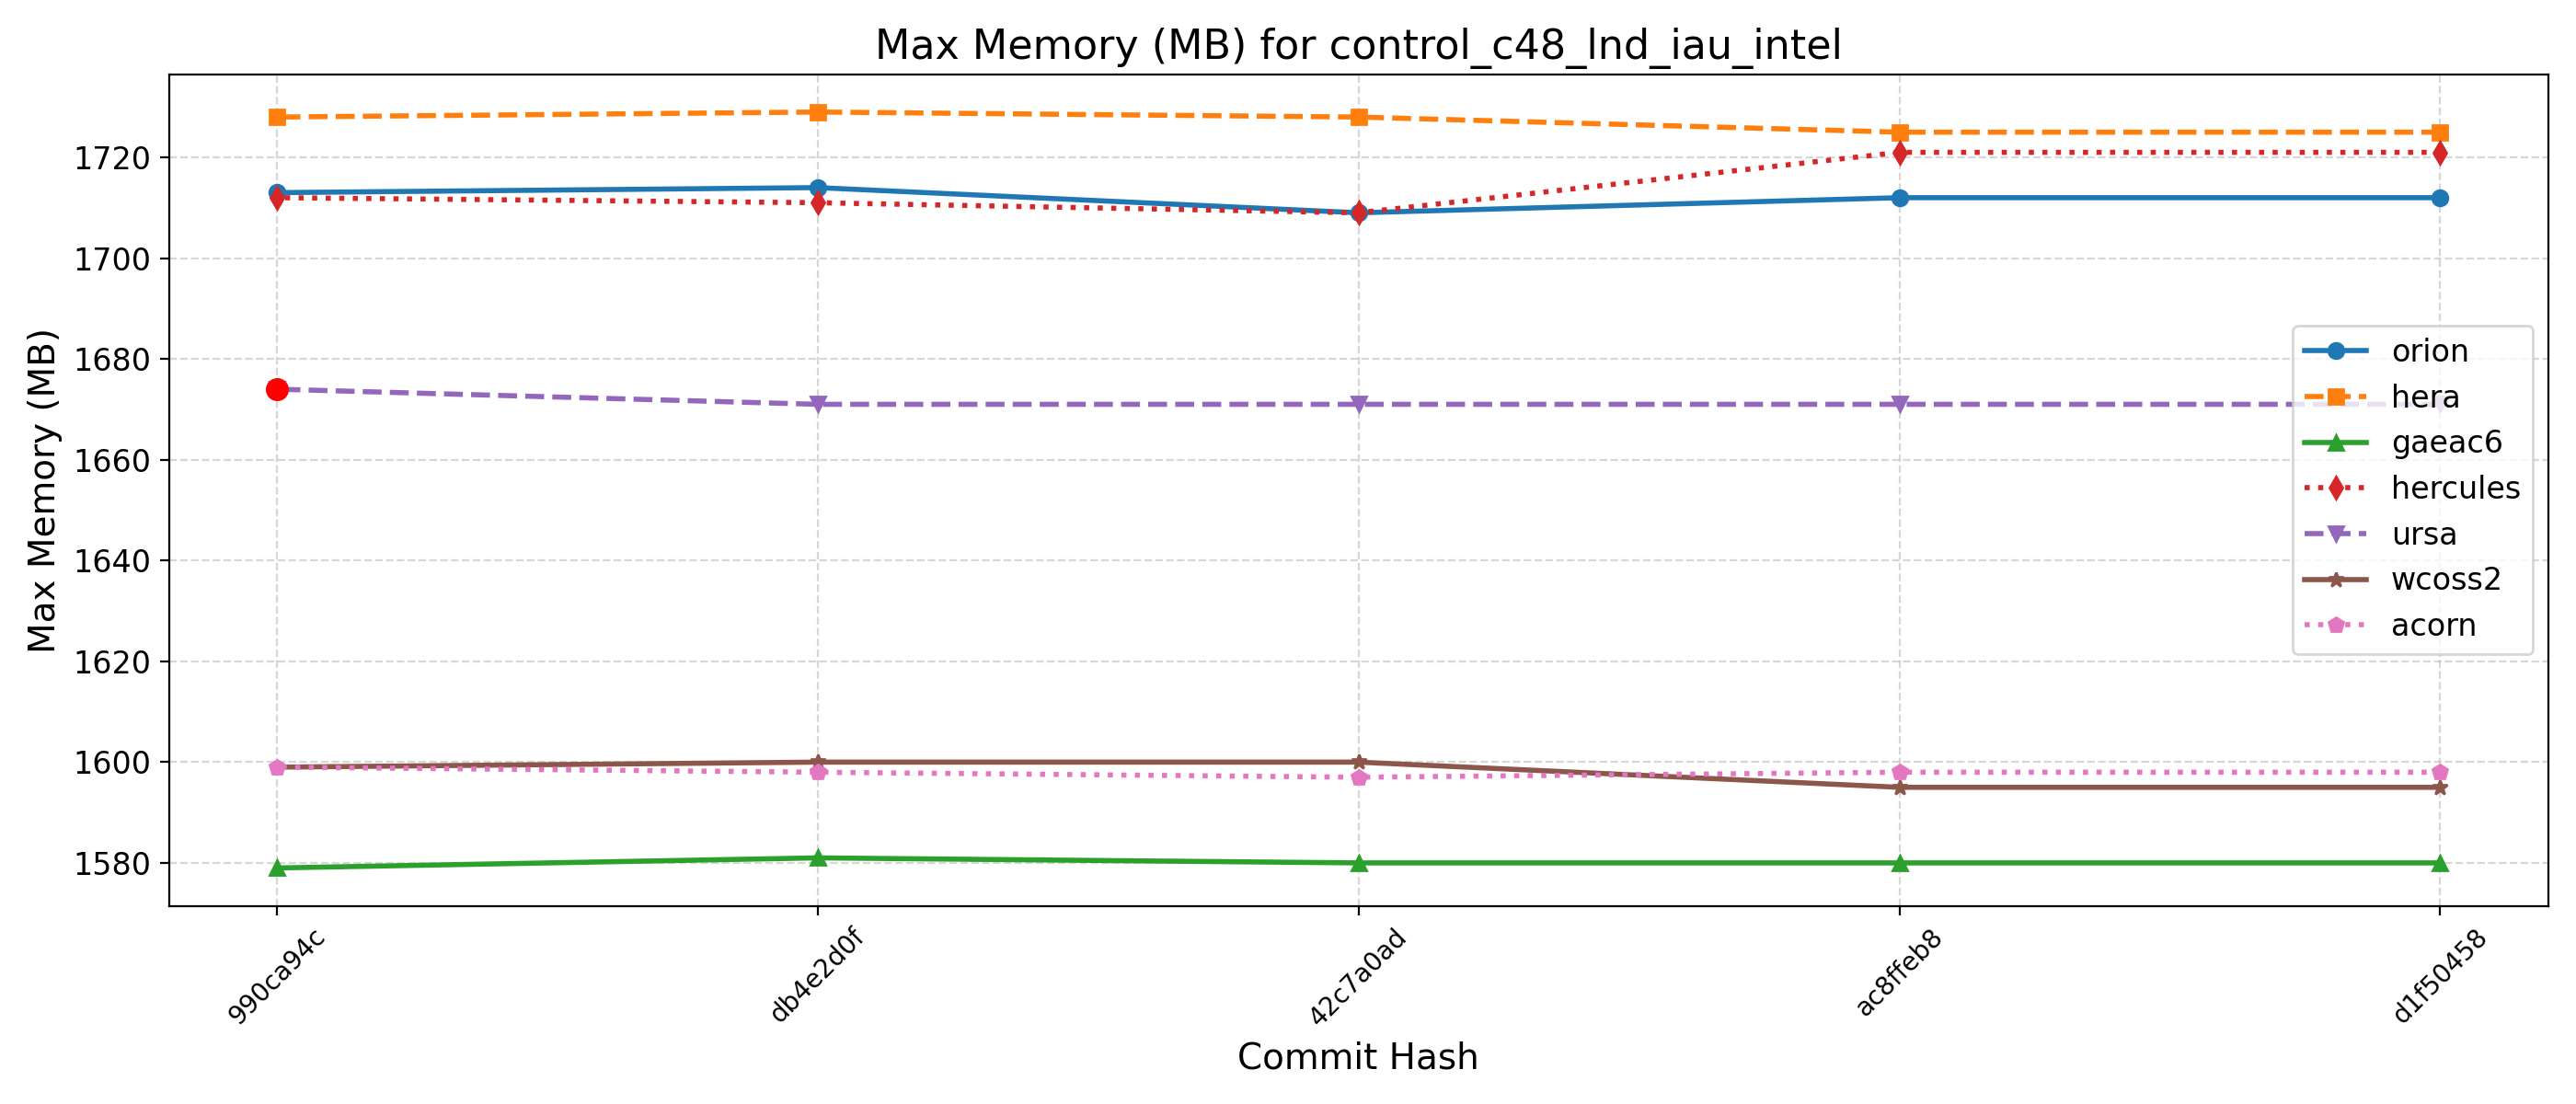 Max Memory (MB) for control_c48_lnd_iau_intel
Max Memory (MB)
1720
1700
1680
1660
1640
1620
1600
1580
orion
hera
gaeac6
hercules
ursa
wcoss2
acorn
990ca94c
db4e2d0f
42c7a0ad
ac8ffeb8
d1f50458
Commit Hash